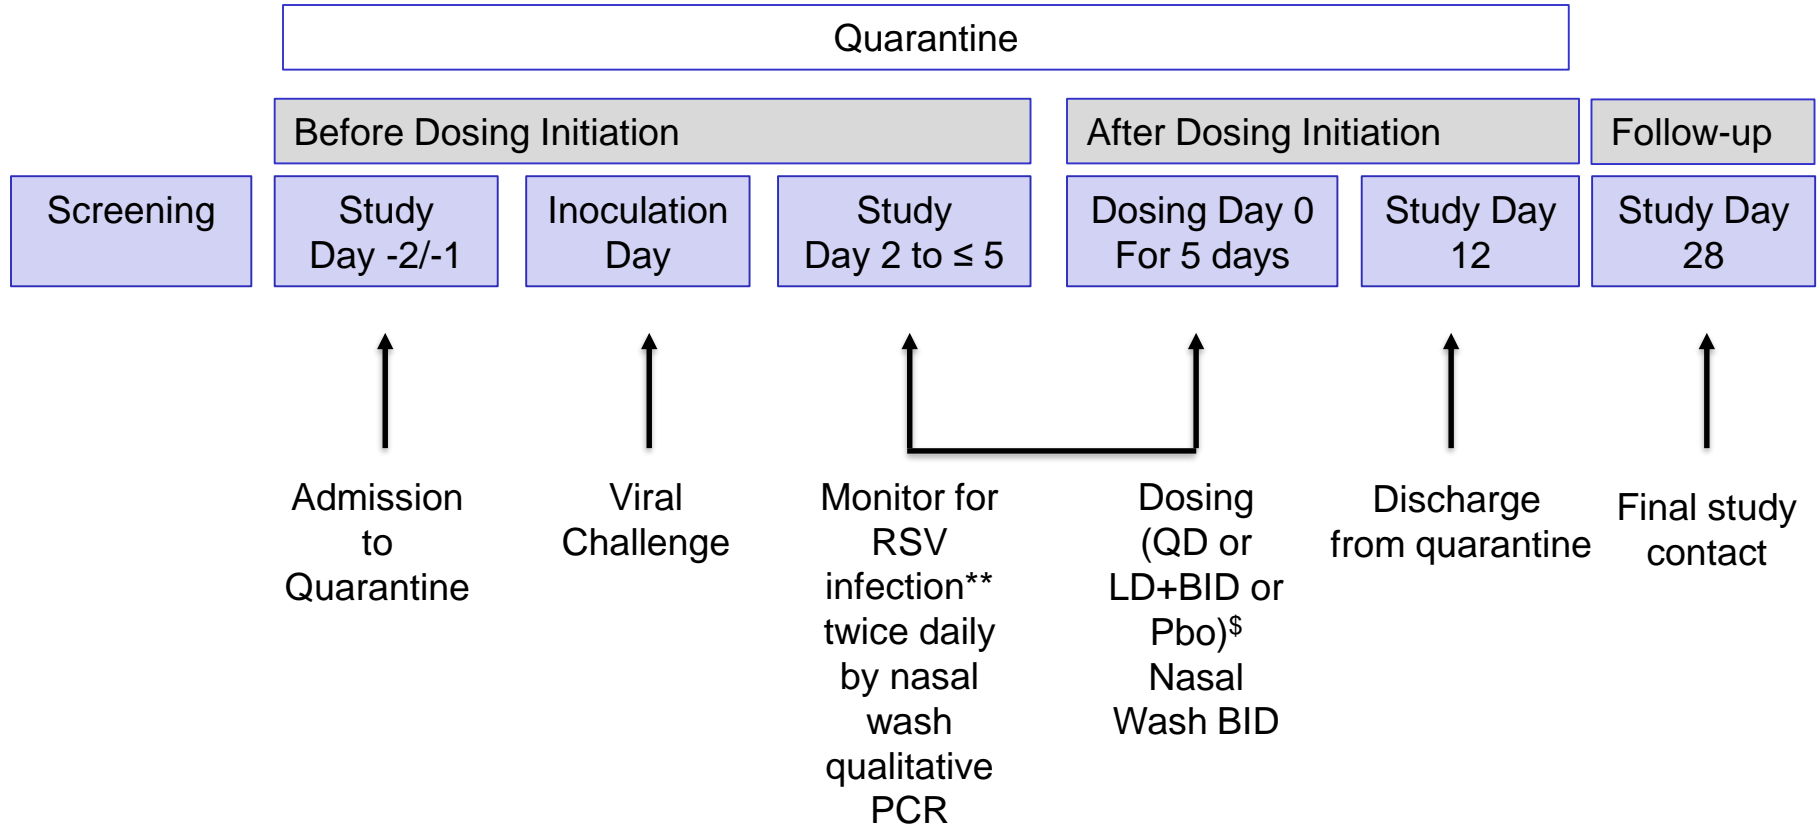 Quarantine
Before Dosing Initiation
After Dosing Initiation
Follow-up
Screening
Study
Day -2/-1
Inoculation
Day
Study
Day 2 to ≤ 5
Dosing Day 0
For 5 days
Study Day
12
Study Day
28
Admission
to
Quarantine
Viral
Challenge
Monitor for
RSV
infection**
twice daily
by nasal
wash
qualitative
PCR
Dosing
(QD or
LD+BID or
Pbo)$
Nasal
Wash BID
Discharge
from quarantine
Final study
contact